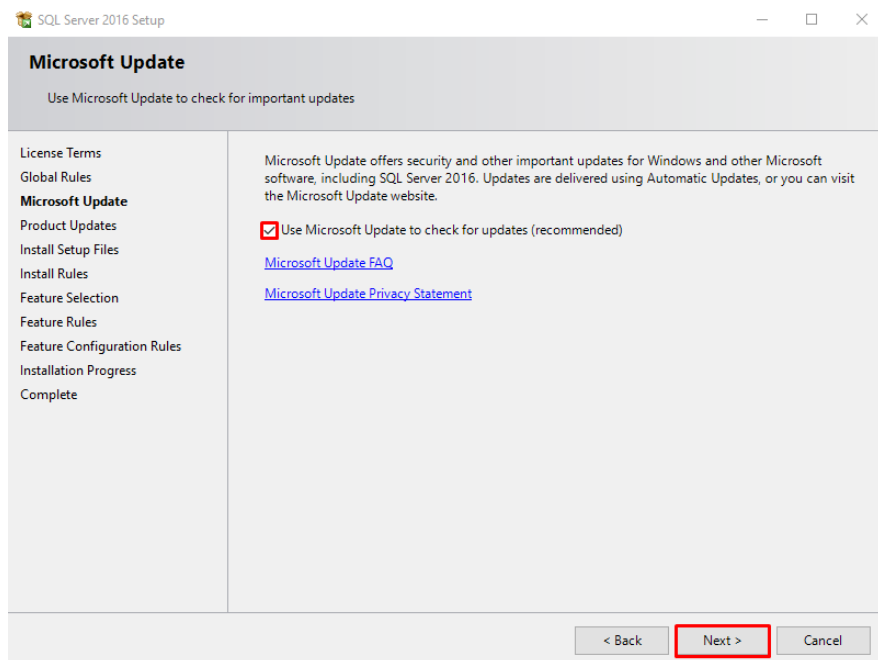 SQL Server 2016 Setup
Microsoft Update
Use Microsoft Update to check for important updates
License Terms
Global Rules
Microsoft Update
Product Updates
Install Setup Files
Install Rules
Feature Selection
Feature Rules
Feature Configuration Rules
Installation Progress
Complete
Microsoft Update offers security and other important updates for Windows and other Microsoft
software, including SQL Server 2016. Updates are delivered using Automatic Updates, or you can visit
the Microsoft Update website.
Use Microsoft Update to check for updates (recommended)
Microsoft Update FAQ
Microsoft Update Privacy Statement
< Back
Next >
Cancel